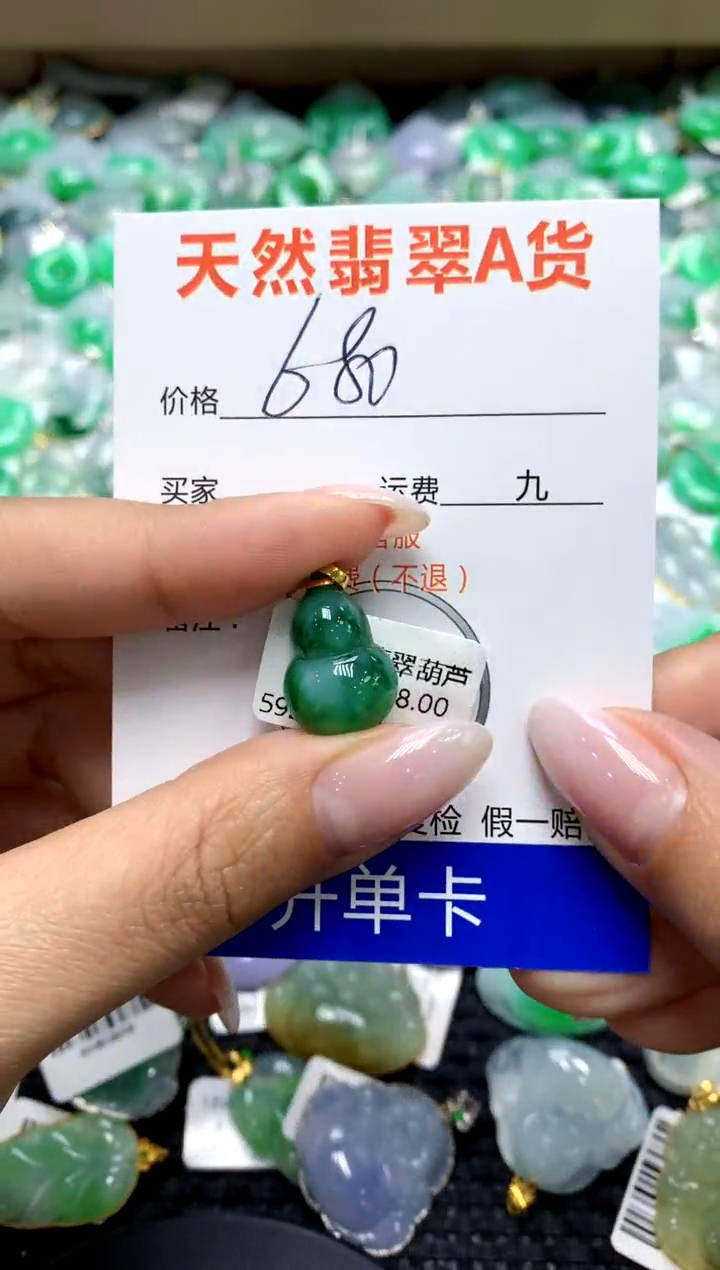 天然翡翠A货
价格 680
买家 运费 九
（不退）
翠葫芦
59 8.00
复检 假一赔
开单卡